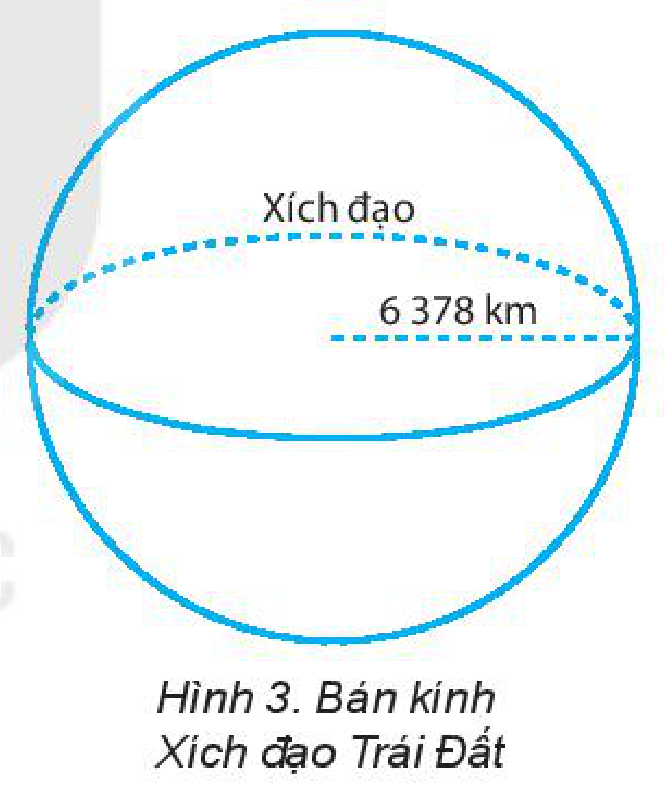 Xích đạo
6 378 km
Hình 3. Bán kính
Xích đạo Trái Đất